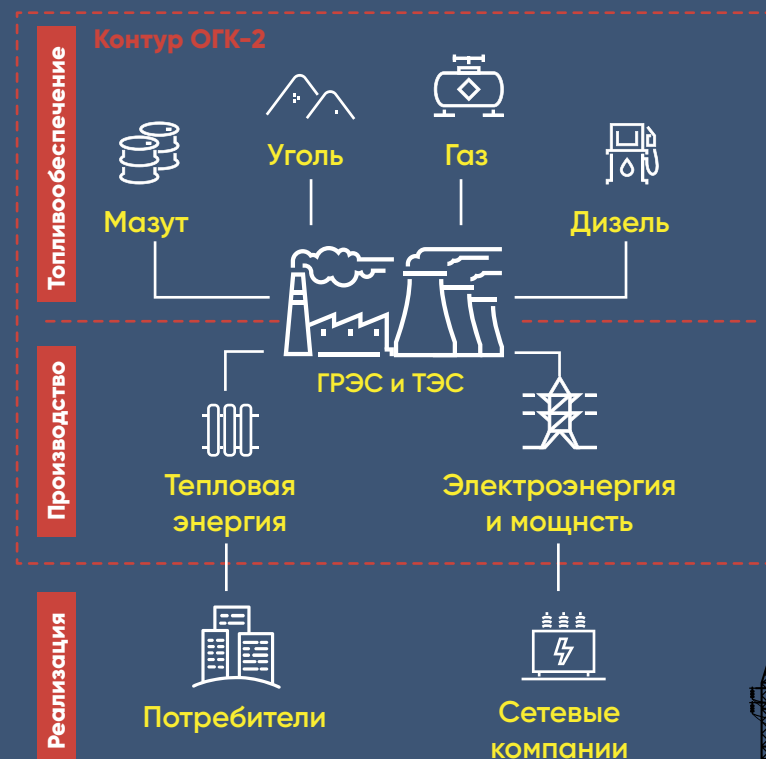 Контур ОГК-2
Топливообеспечение
Уголь
Газ
Мазут
Дизель
ГРЭС и ТЭС
Производство
Тепловая
энергия
Электроэнергия
и мощнсть
Реализация
Потребители
Сетевые
компании